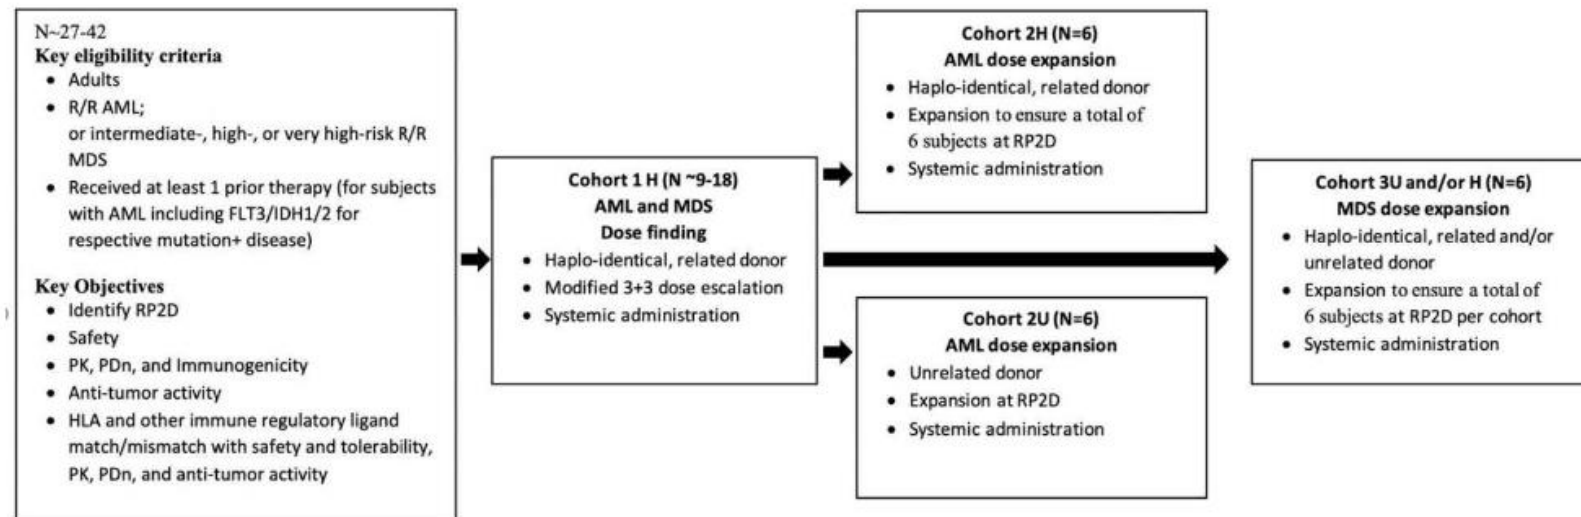 N~27-42
Key eligibility criteria
• Adults
• R/R AML;
or intermediate-, high-, or very high-risk R/R
MDS
• Received at least 1 prior therapy (for subjects
with AML including FLT3/IDH1/2 for
respective mutation+ disease)
Key Objectives
• Identify RP2D
• Safety
• PK, PDn, and Immunogenicity
• Anti-tumor activity
• HLA and other immune regulatory ligand
match/mismatch with safety and tolerability,
PK, PDn, and anti-tumor activity
Cohort 1 H (N ~9-18)
AML and MDS
Dose finding
• Haplo-identical, related donor
• Modified 3+3 dose escalation
• Systemic administration
Cohort 2H (N=6)
AML dose expansion
• Haplo-identical, related donor
• Expansion to ensure a total of
6 subjects at RP2D
• Systemic administration
Cohort 2U (N=6)
AML dose expansion
• Unrelated donor
• Expansion at RP2D
• Systemic administration
Cohort 3U and/or H (N=6)
MDS dose expansion
• Haplo-identical, related and/or
unrelated donor
• Expansion to ensure a total of
6 subjects at RP2D per cohort
• Systemic administration